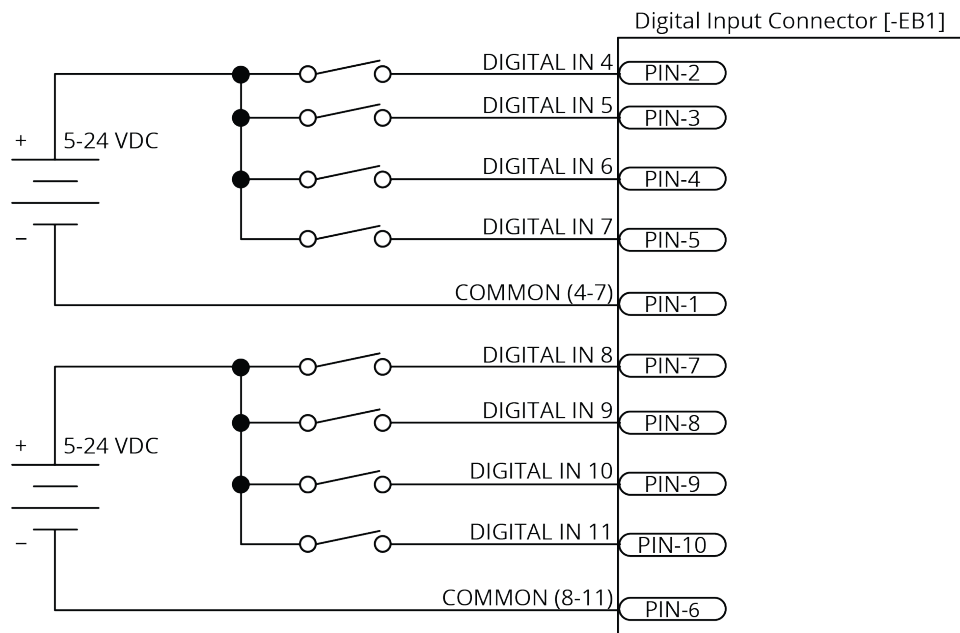 Digital Input Connector [-EB1]
DIGITAL IN 4 PIN-2
DIGITAL IN 5 PIN-3
+ 5-24 VDC
DIGITAL IN 6 PIN-4
– DIGITAL IN 7 PIN-5
COMMON (4-7) PIN-1
DIGITAL IN 8 PIN-7
DIGITAL IN 9 PIN-8
+ 5-24 VDC
DIGITAL IN 10 PIN-9
– DIGITAL IN 11 PIN-10
COMMON (8-11) PIN-6